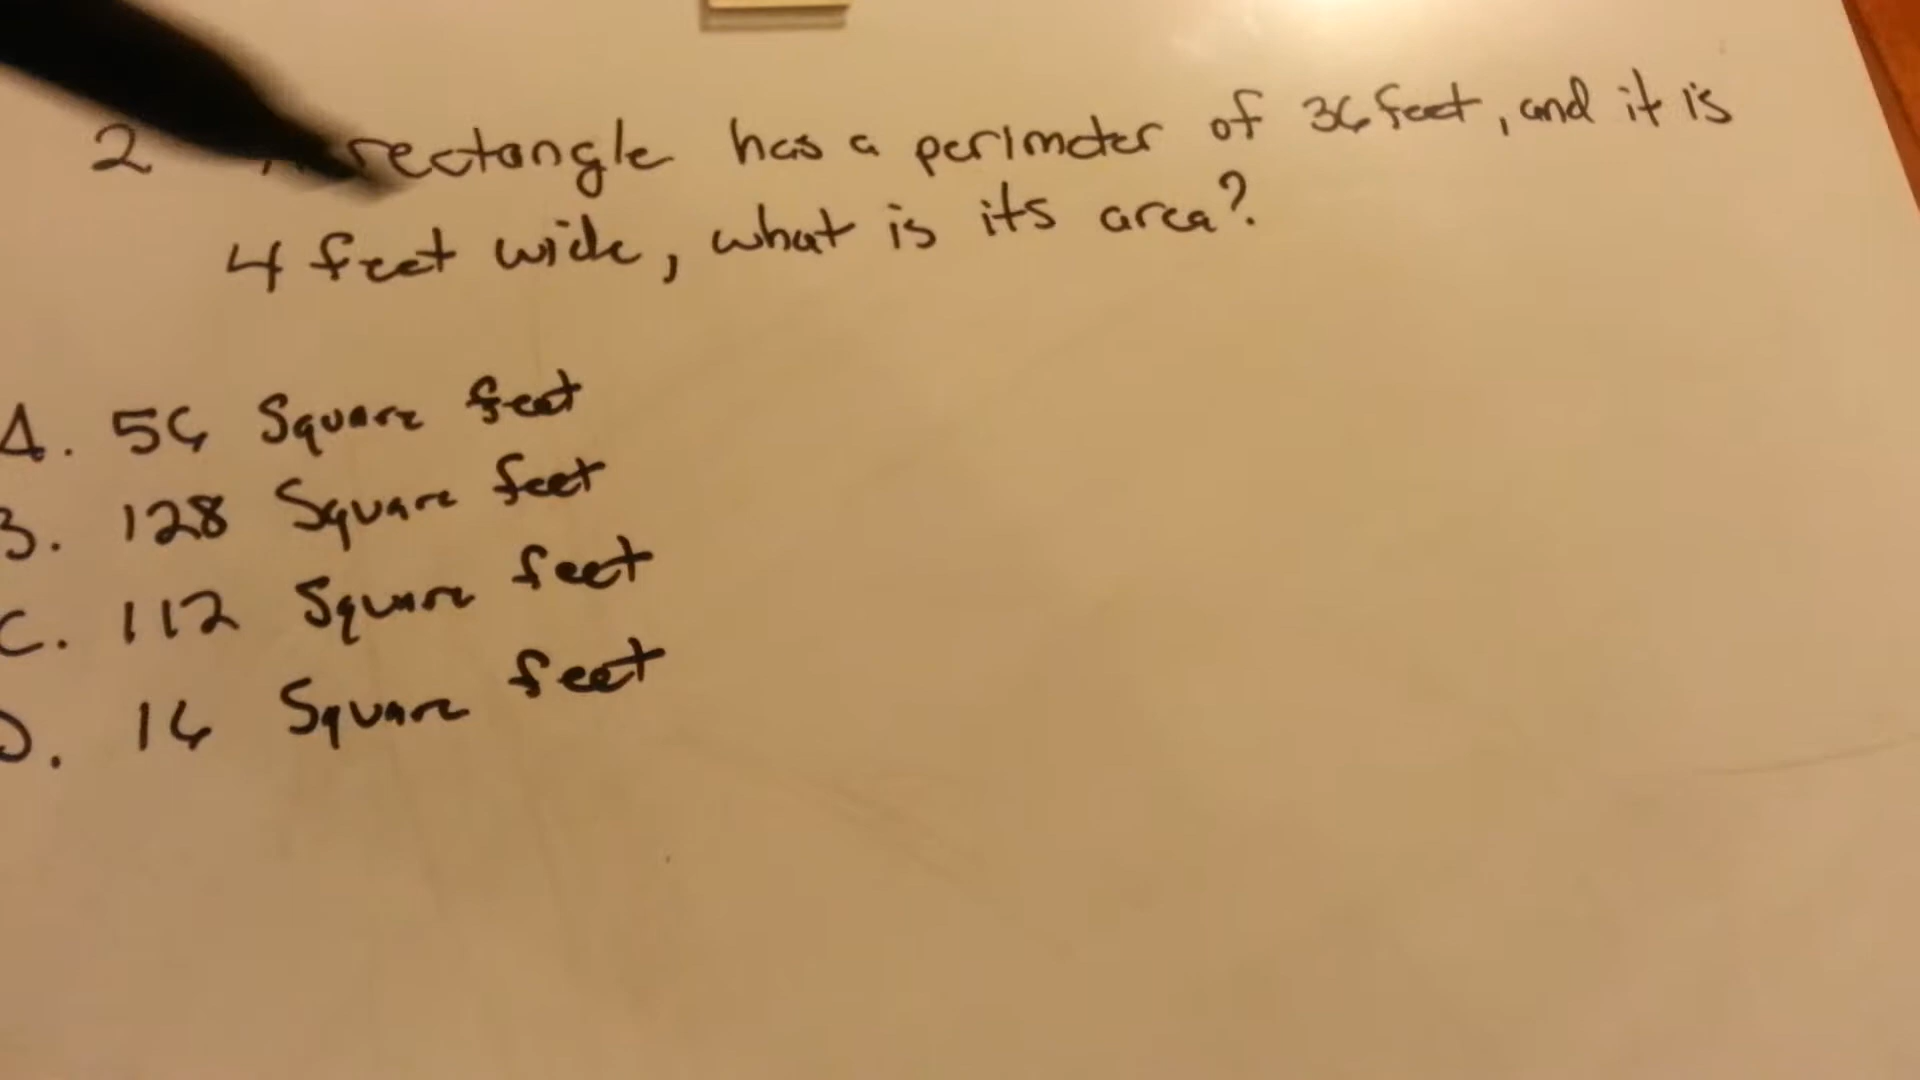 2 rectangle has a perimeter of 36 feet, and it is
4 feet wide, what is its area?
A. 56 Square feet
B. 128 Square feet
C. 112 Square feet
D. 16 Square feet